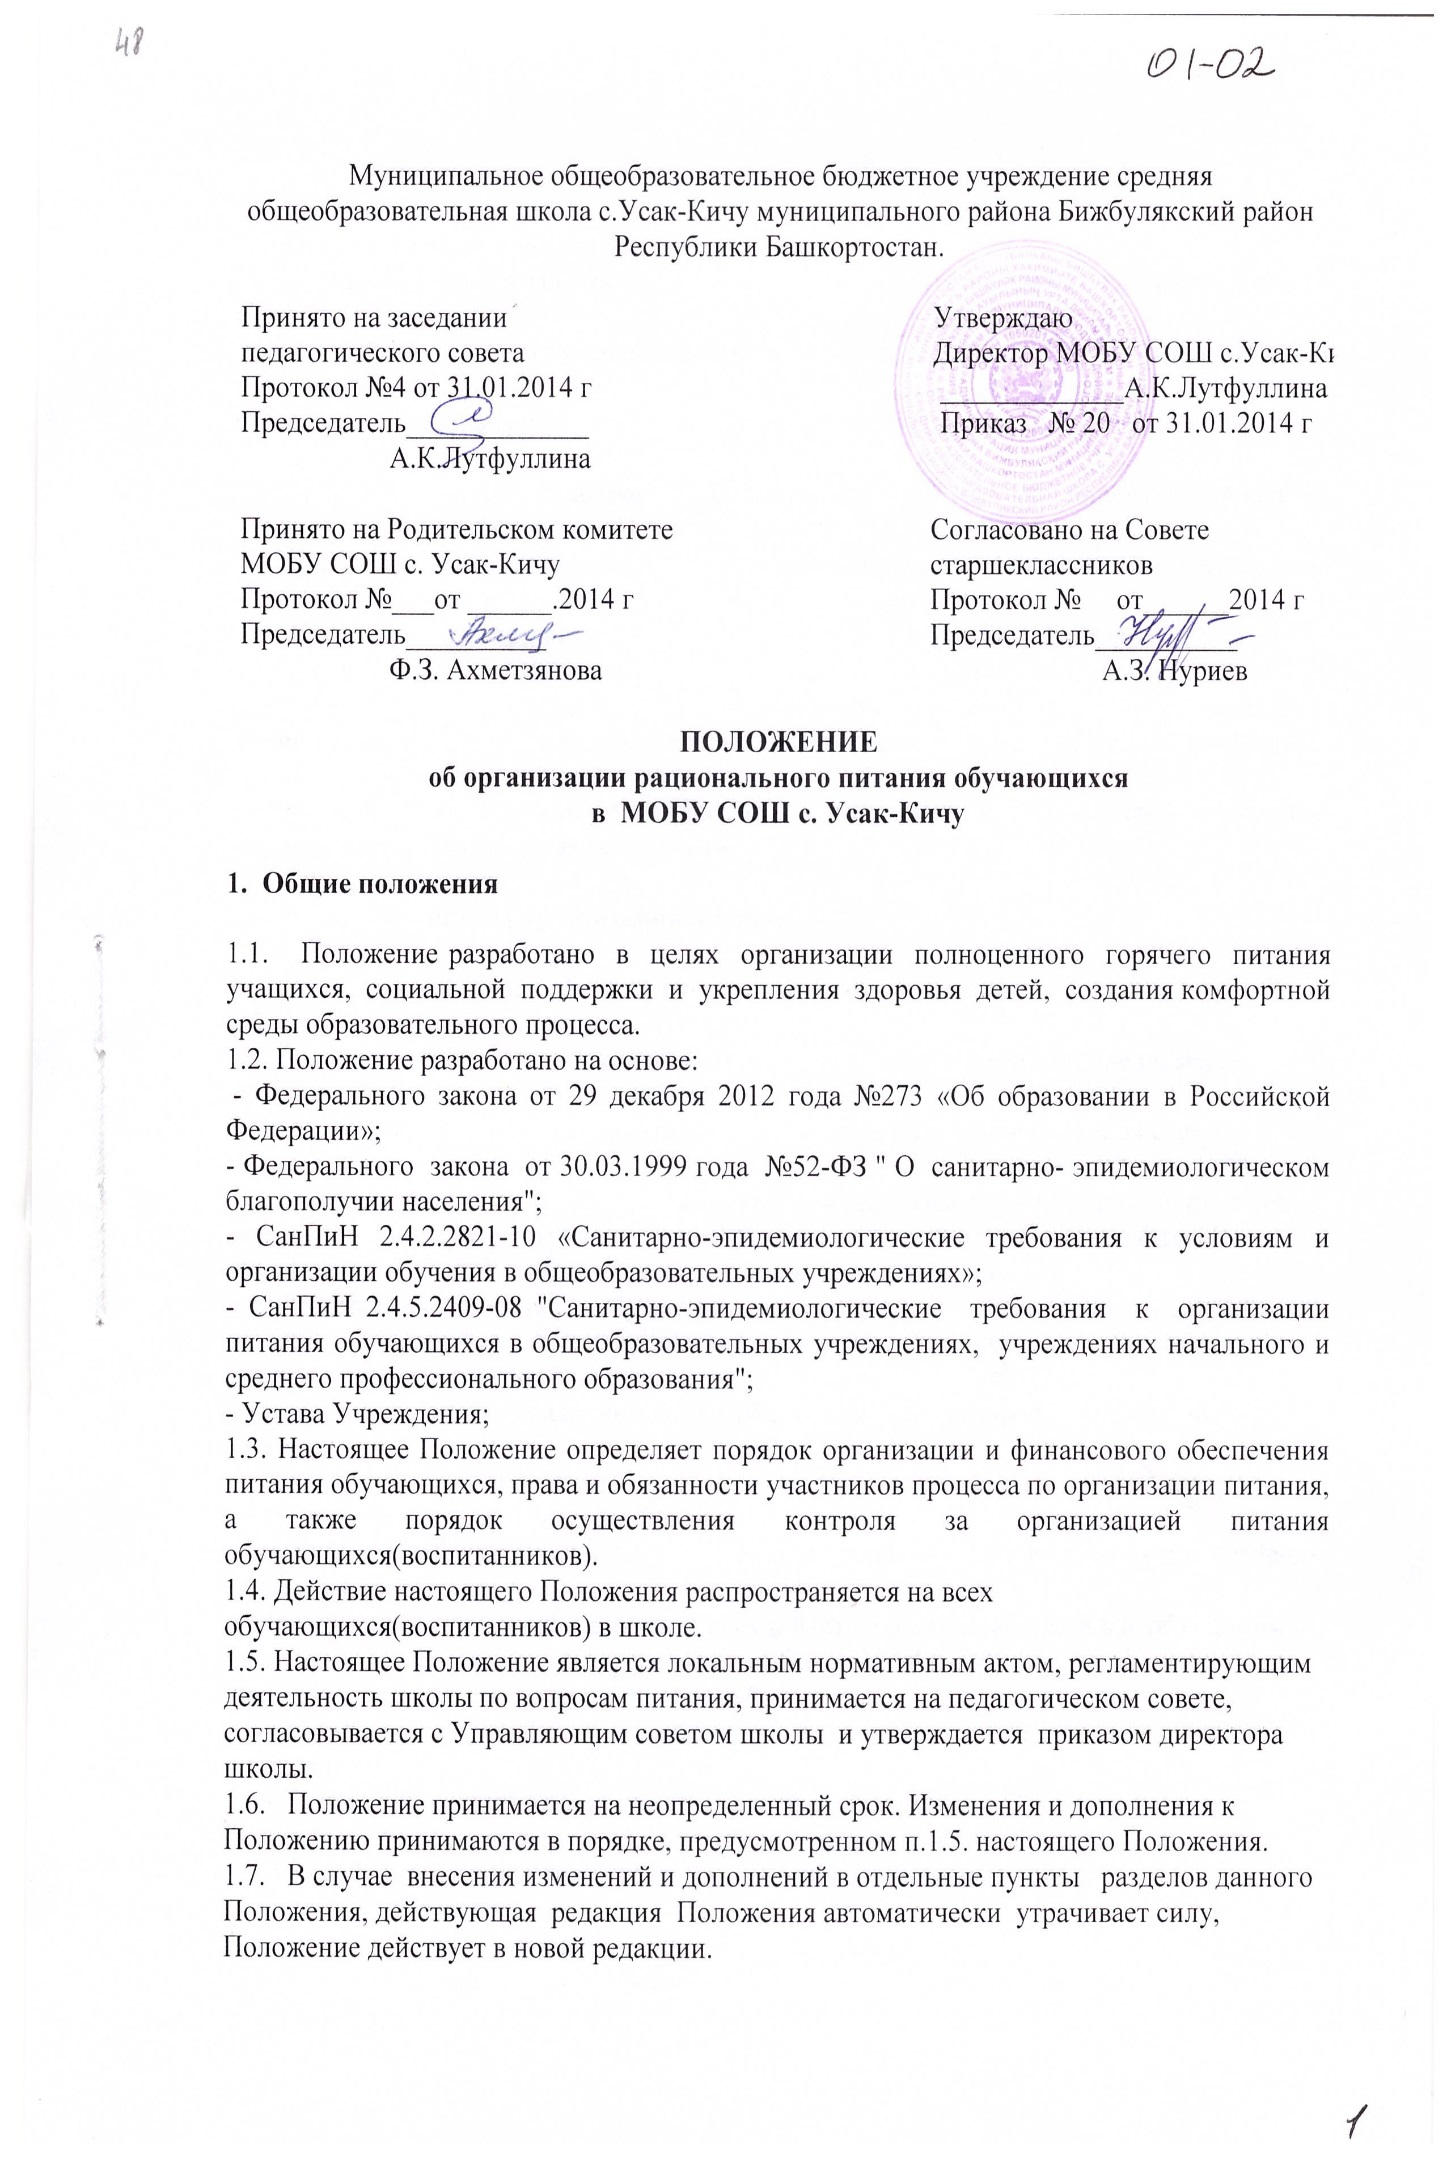 48
01-02
Муниципальное общеобразовательное бюджетное учреждение средняя
общеобразовательная школа с.Усак-Кичу муниципального района Бижбулякский район
Республики Башкортостан.
Принято на заседании
педагогического совета
Протокол №4 от 31.01.2014 г
Председатель_____________
А.К.Лутфуллина
Утверждаю
Директор МОБУ СОШ с.Усак-Ки
_____________А.К.Лутфуллина
Приказ № 20 от 31.01.2014 г
Принято на Родительском комитете
МОБУ СОШ с. Усак-Кичу
Протокол №___от ______.2014 г
Председатель__________
Ф.З. Ахметзянова
Согласовано на Совете
старшеклассников
Протокол № от______2014 г
Председатель__________
А.З. Нуриев
ПОЛОЖЕНИЕ
об организации рационального питания обучающихся
в МОБУ СОШ с. Усак-Кичу
1. Общие положения
1.1. Положение разработано в целях организации полноценного горячего питания
учащихся, социальной поддержки и укрепления здоровья детей, создания комфортной
среды образовательного процесса.
1.2. Положение разработано на основе:
- Федерального закона от 29 декабря 2012 года №273 «Об образовании в Российской
Федерации»;
- Федерального закона от 30.03.1999 года №52-ФЗ " О санитарно- эпидемиологическом
благополучии населения";
- СанПиН 2.4.2.2821-10 «Санитарно-эпидемиологические требования к условиям и
организации обучения в общеобразовательных учреждениях»;
- СанПиН 2.4.5.2409-08 "Санитарно-эпидемиологические требования к организации
питания обучающихся в общеобразовательных учреждениях, учреждениях начального и
среднего профессионального образования";
- Устава Учреждения;
1.3. Настоящее Положение определяет порядок организации и финансового обеспечения
питания обучающихся, права и обязанности участников процесса по организации питания,
а также порядок осуществления контроля за организацией питания
обучающихся(воспитанников).
1.4. Действие настоящего Положения распространяется на всех
обучающихся(воспитанников) в школе.
1.5. Настоящее Положение является локальным нормативным актом, регламентирующим
деятельность школы по вопросам питания, принимается на педагогическом совете,
согласовывается с Управляющим советом школы и утверждается приказом директора
школы.
1.6. Положение принимается на неопределенный срок. Изменения и дополнения к
Положению принимаются в порядке, предусмотренном п.1.5. настоящего Положения.
1.7. В случае внесения изменений и дополнений в отдельные пункты разделов данного
Положения, действующая редакция Положения автоматически утрачивает силу,
Положение действует в новой редакции.
1